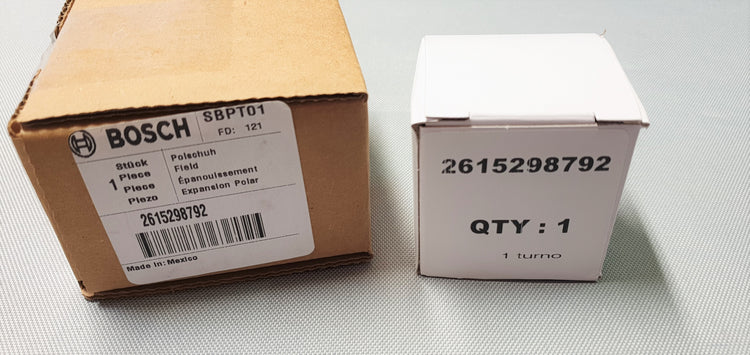 BOSCH
SBPT01
FD: 121
Stück
1 Piece
Piece
Piezo
Polschuh
Field
Épanouissement
Expansion Polar
2615298792
Made in: Mexico
2615298792
QTY : 1
1 turno